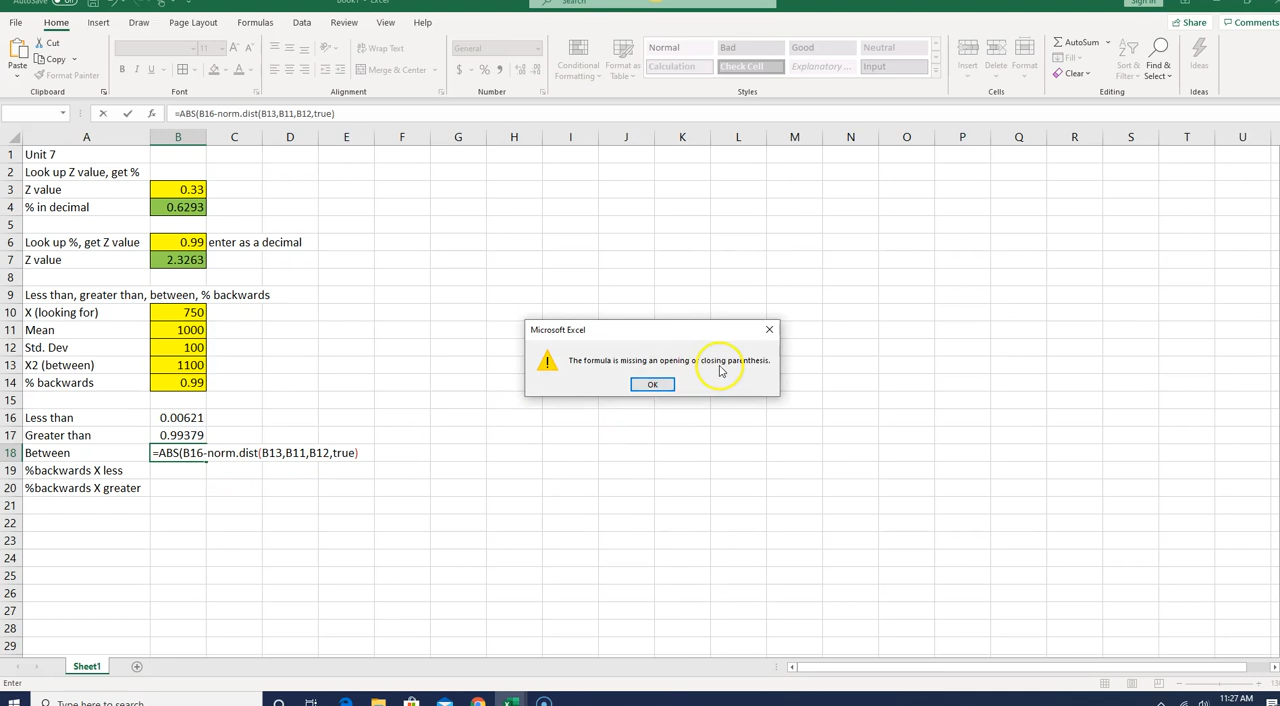 AutoSave Off Book1 - Excel Search Sign in
File Home Insert Draw Page Layout Formulas Data Review View Help Share Comments
Paste Cut Copy Format Painter Clipboard
11 A A B I U A Font
Wrap Text Merge & Center Alignment
General $ % Number
Conditional Formatting Format as Table
Normal Bad Good Neutral
Calculation Check Cell Explanatory ... Input
Styles
Insert Delete Format Cells
AutoSum Fill Clear Sort & Filter Find & Select Editing
Ideas Ideas
fx =ABS(B16-norm.dist(B13,B11,B12,true)
A B C D E F G H I J K L M N O P Q R S T U
1 Unit 7
2 Look up Z value, get %
3 Z value 0.33
4 % in decimal 0.6293
5
6 Look up %, get Z value 0.99 enter as a decimal
7 Z value 2.3263
8
9 Less than, greater than, between, % backwards
10 X (looking for) 750
11 Mean 1000
12 Std. Dev 100
13 X2 (between) 1100
14 % backwards 0.99
15
16 Less than 0.00621
17 Greater than 0.99379
18 Between =ABS(B16-norm.dist(B13,B11,B12,true)
19 %backwards X less
20 %backwards X greater
21
22
23
24
25
26
27
28
29
Microsoft Excel
The formula is missing an opening or closing parenthesis.
OK
Sheet1
Enter
Type here to search
11:27 AM